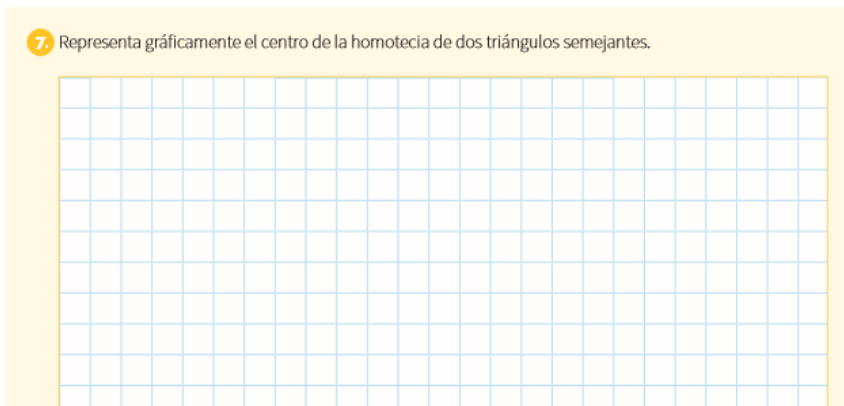 7. Representa gráficamente el centro de la homotecia de dos triángulos semejantes.